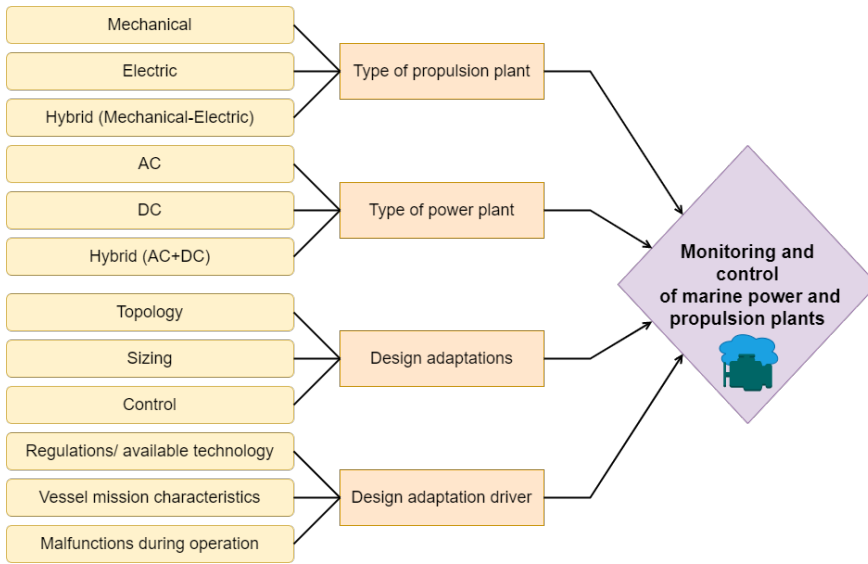 Mechanical
Electric
Hybrid (Mechanical-Electric)
Type of propulsion plant
AC
DC
Hybrid (AC+DC)
Type of power plant
Topology
Sizing
Control
Design adaptations
Regulations/ available technology
Vessel mission characteristics
Malfunctions during operation
Design adaptation driver
Monitoring and
control
of marine power and
propulsion plants